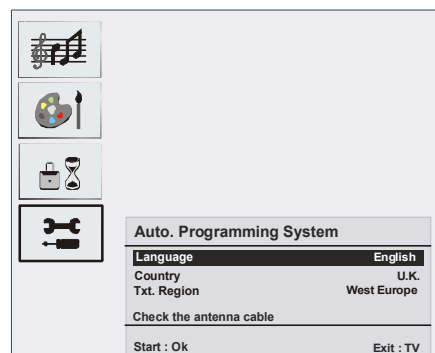 Auto. Programming System
Language English
Country U.K.
Txt. Region West Europe
Check the antenna cable
Start : Ok Exit : TV